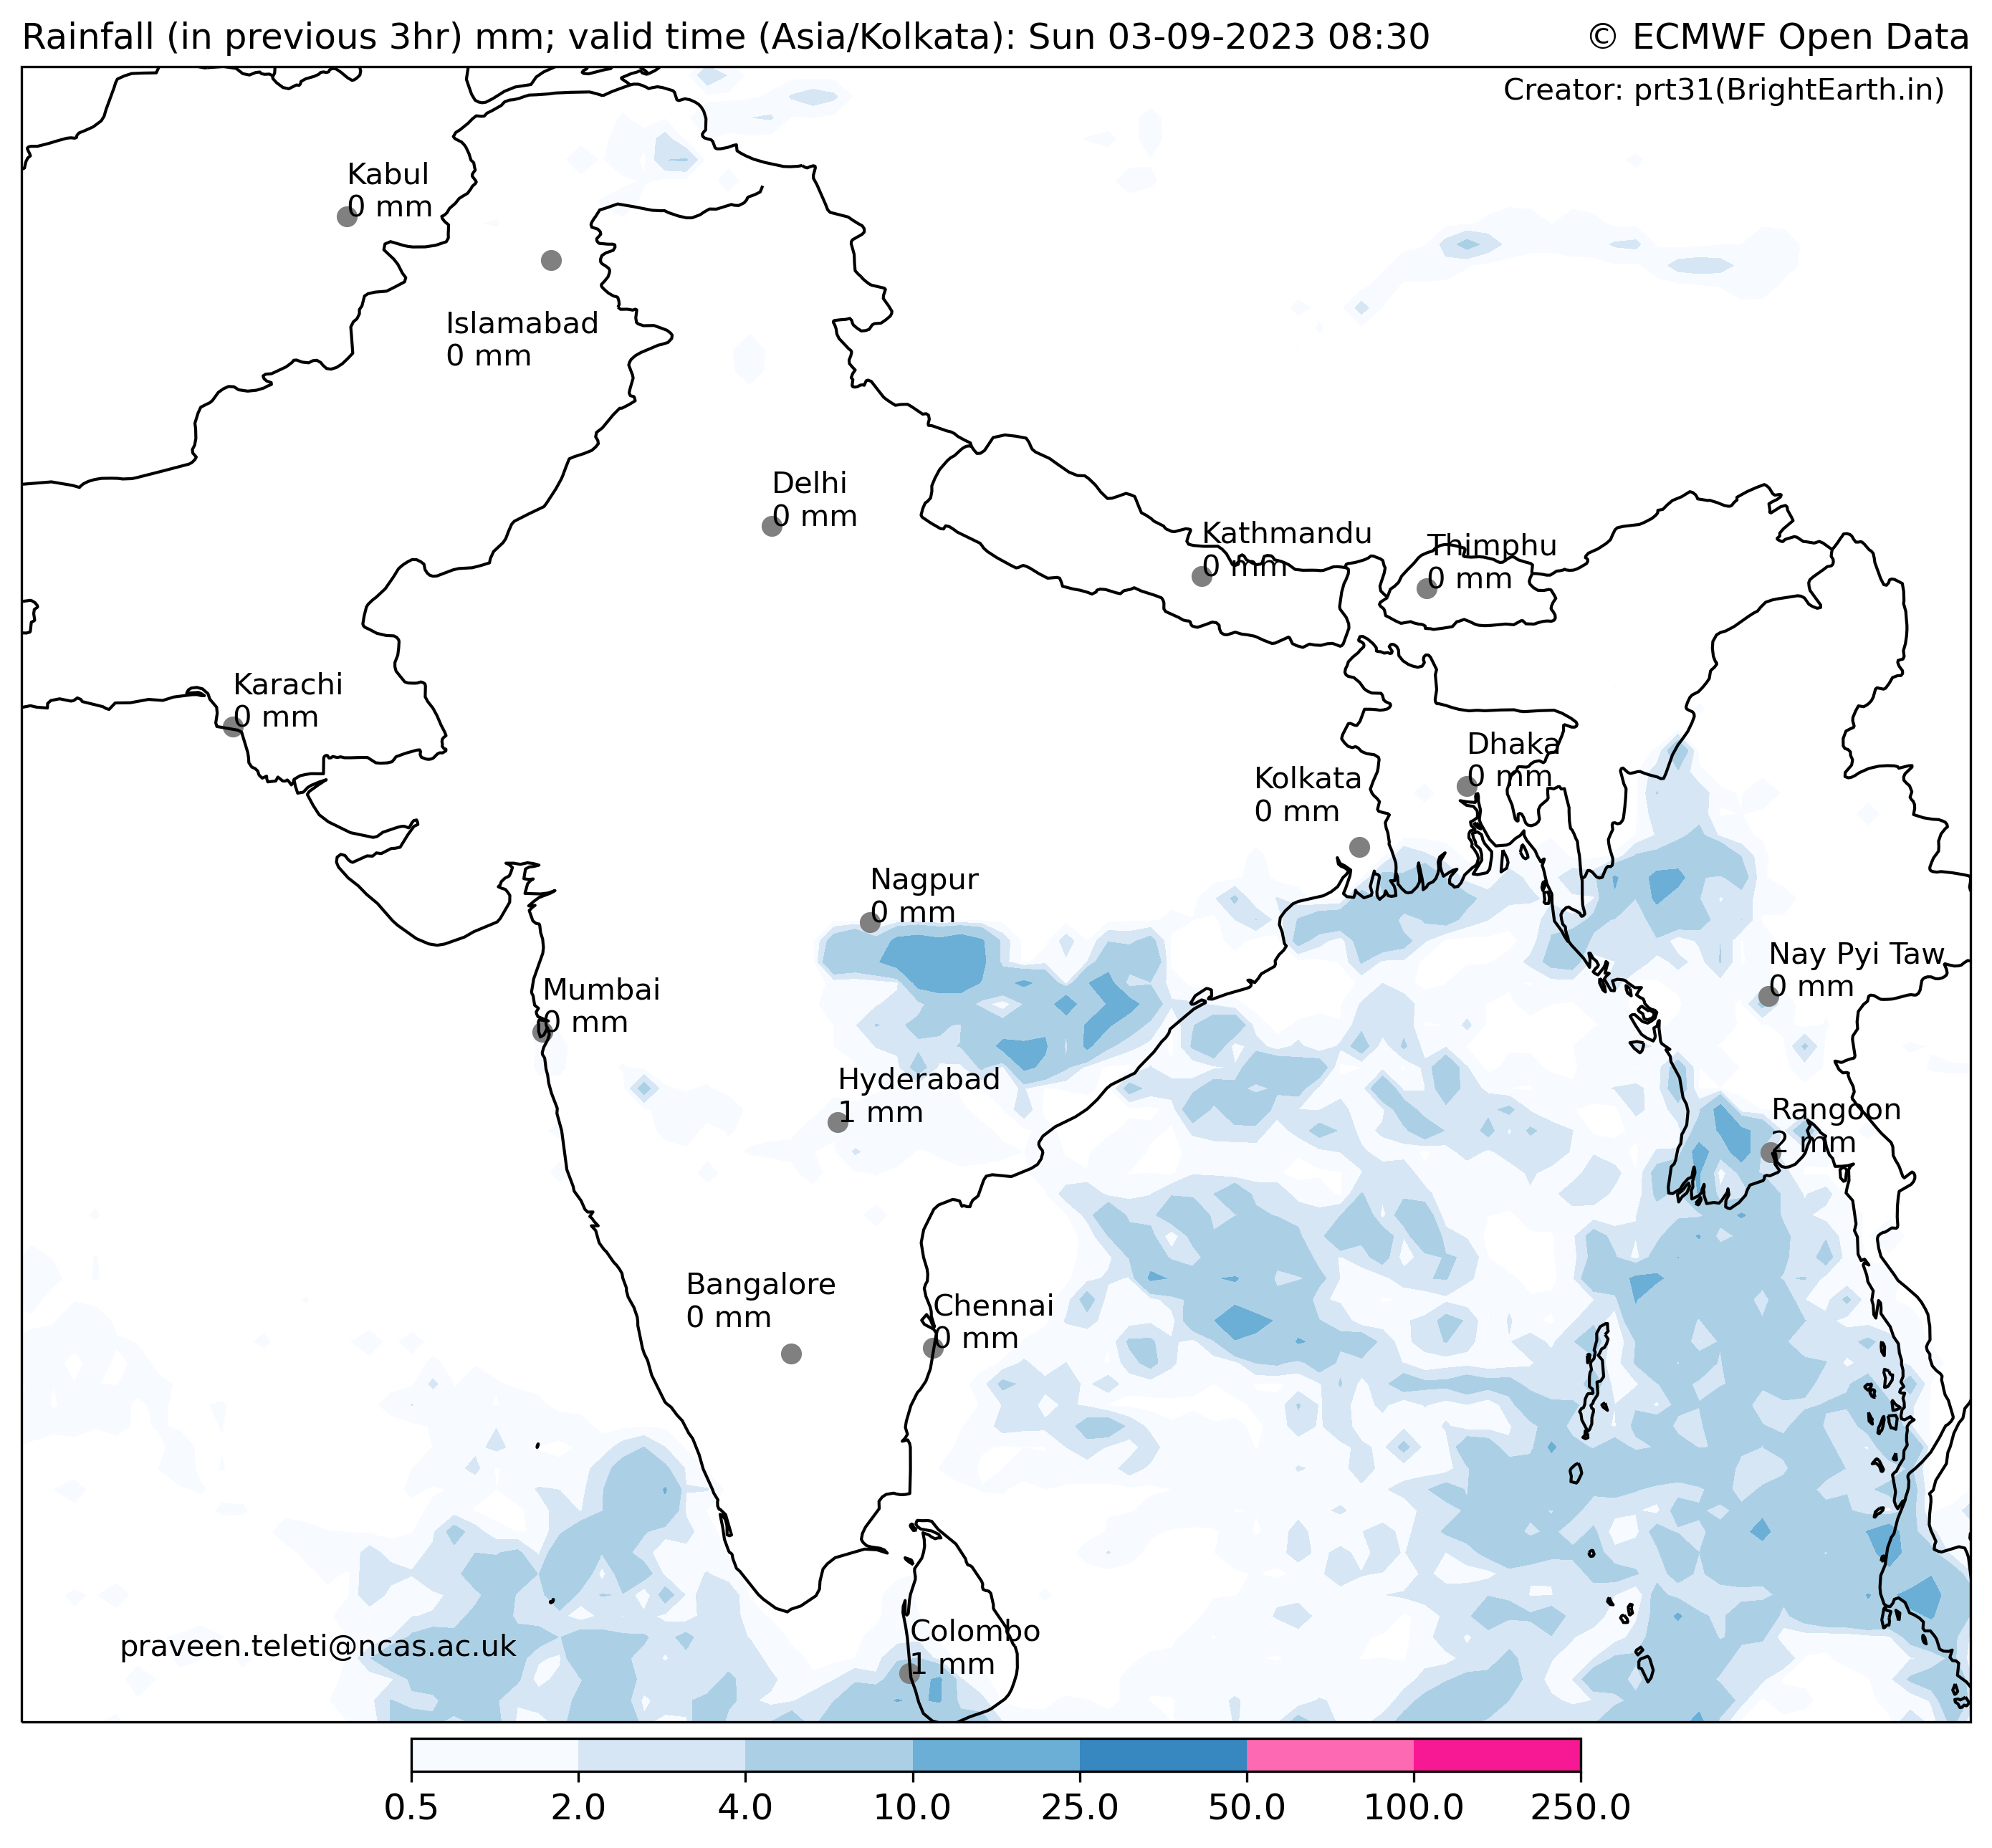 Rainfall (in previous 3hr) mm; valid time (Asia/Kolkata): Sun 03-09-2023 08:30
© ECMWF Open Data
Creator: prt31(BrightEarth.in)
Kabul
0 mm
Islamabad
0 mm
Delhi
0 mm
Kathmandu
0 mm
Thimphu
0 mm
Karachi
0 mm
Dhaka
0 mm
Kolkata
0 mm
Nagpur
0 mm
Nay Pyi Taw
0 mm
Mumbai
0 mm
Hyderabad
1 mm
Rangoon
2 mm
Bangalore
0 mm
Chennai
0 mm
Colombo
1 mm
praveen.teleti@ncas.ac.uk
0.5 2.0 4.0 10.0 25.0 50.0 100.0 250.0